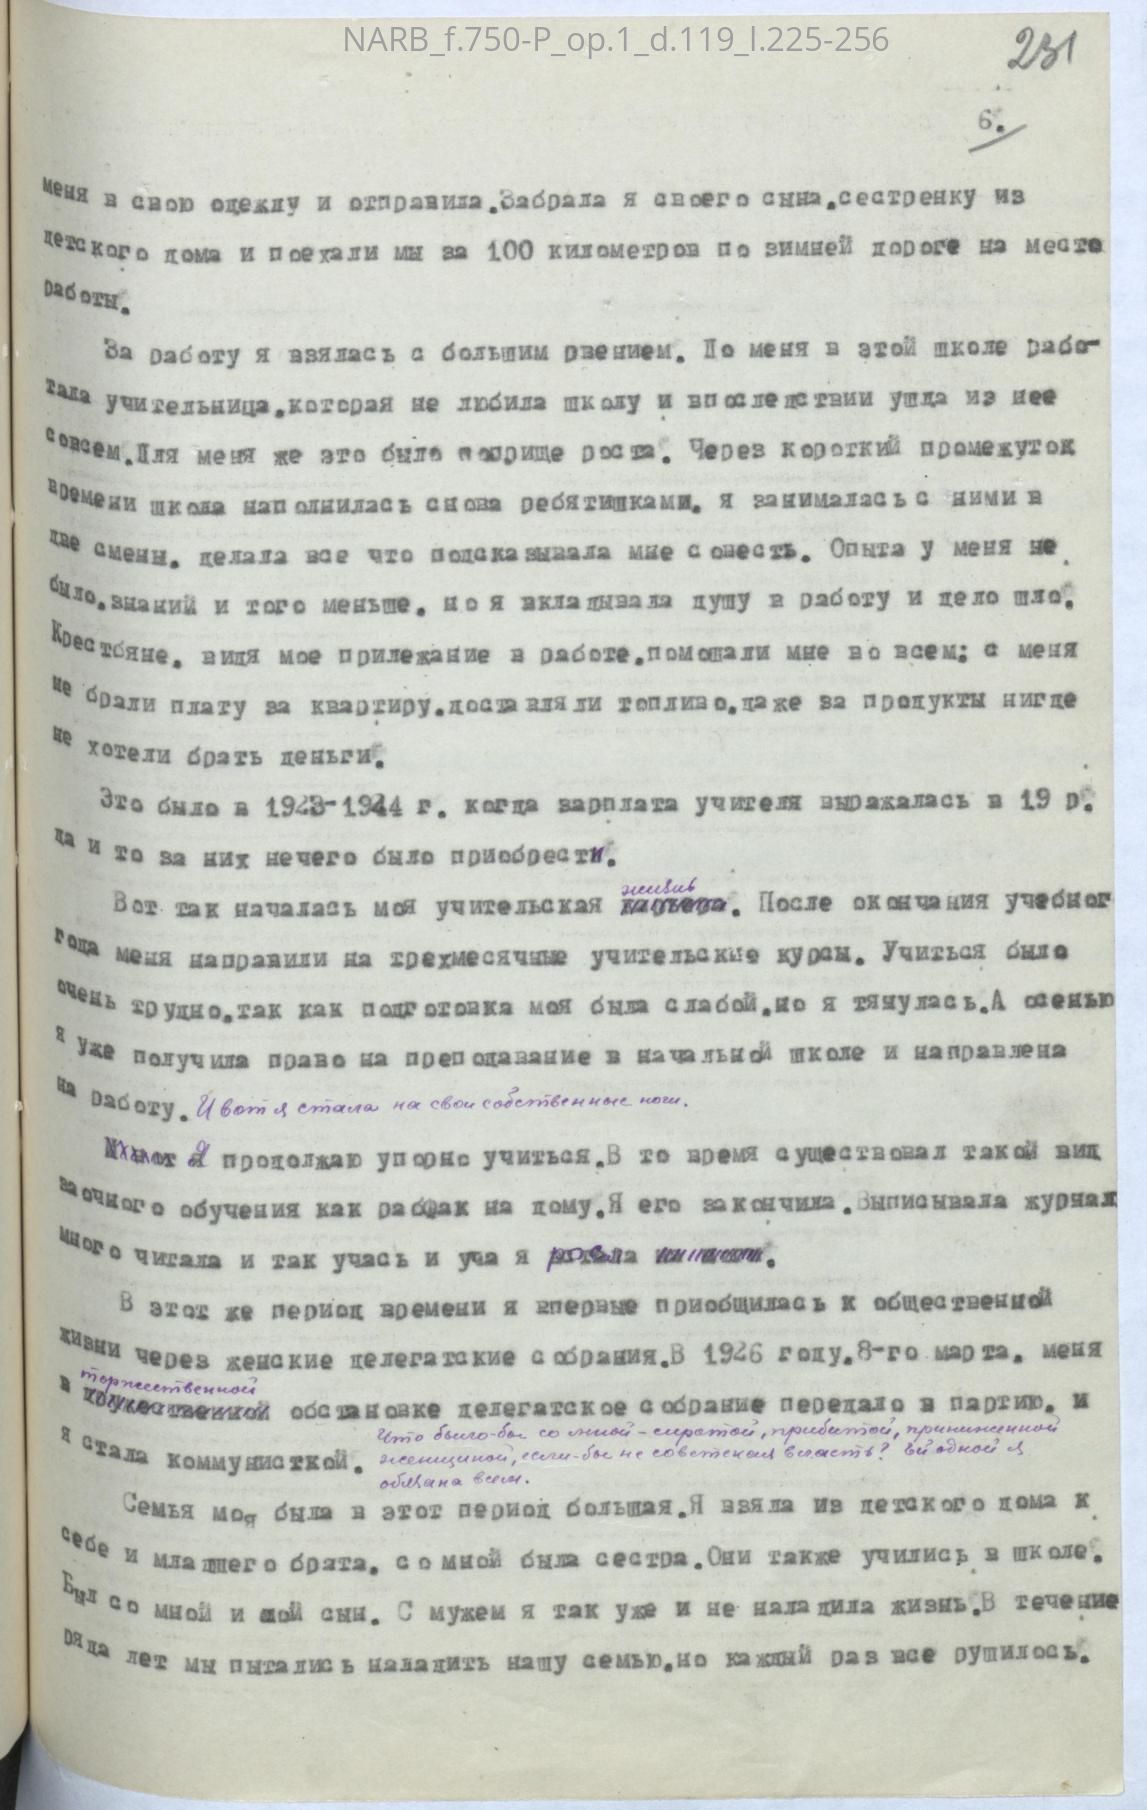 NARB_f.750-P_op.1_d.119_l.225-256
231
6.
меня в свою одежду и отправила.Забрала я своего сына,сестренку из
детского дома и поехали мы за 100 километров по зимней дороге на место
работы.
За работу я взялась с большим рвением. До меня в этой школе рабо-
тала учительница,которая не любила школу и впоследствии ушла из нее
совсем.Для меня же это было поприще роста. Через короткий промежуток
времени школа наполнилась снова ребятишками. я занималась с ними в
две смены, делала все что подсказывала мне совесть. Опыта у меня не
было,знаний и того меньше, но я вкладывала душу в работу и дело шло.
Крестьяне, видя мое прилежание в работе,помогали мне во всем: с меня
не брали плату за квартиру,доставляли топливо,даже за продукты нигде
не хотели брать деньги.
Это было в 1923-1924 г. когда зарплата учителя выражалась в 19 р.
да и то за них нечего было приобрести.
жизнь
Вот так началась моя учительская карьера. После окончания учебног
года меня направили на трехмесячные учительские курсы. Учиться было
очень трудно,так как подготовка моя была слабой,но я тянулась.А осенью
я уже получила право на преподавание в начальной школе и направлена
на работу. И вот я стала на свои собственные ноги.
Я продолжаю упорно учиться.В то время существовал такой вид
заочного обучения как рабфак на дому.Я его закончила.Выписывала журнал
много читала и так учась и уча я росла.
В этот же период времени я впервые приобщилась к общественной
жизни через женские делегатские собрания.В 1926 году,8-го марта, меня
торжественной
в обстановке делегатское собрание передало в партию, и
я стала коммунисткой. Что было-бы со мной - сиротой, прибитой, приниженной
женщиной, если-бы не советская власть? Ей одной я
обязана всем.
Семья моя была в этот период большая.Я взяла из детского дома к
себе и младшего брата, со мной была сестра.Они также учились в школе.
Был со мной и мой сын. С мужем я так уже и не наладила жизнь.В течение
ряда лет мы пытались наладить нашу семью,но каждый раз все рушилось.